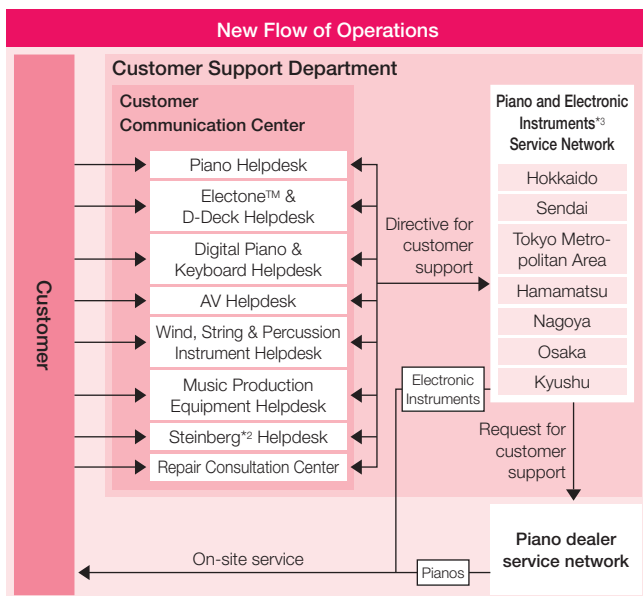 New Flow of Operations
Customer
Customer Support Department
Customer
Communication Center
Piano Helpdesk
Electone™ &
D-Deck Helpdesk
Digital Piano &
Keyboard Helpdesk
AV Helpdesk
Wind, String & Percussion
Instrument Helpdesk
Music Production
Equipment Helpdesk
Steinberg*2 Helpdesk
Repair Consultation Center
Directive for
customer
support
Piano and Electronic
Instruments*3
Service Network
Hokkaido
Sendai
Tokyo Metro-
politan Area
Hamamatsu
Nagoya
Osaka
Kyushu
Electronic
Instruments
Request for
customer
support
Piano dealer
service network
On-site service
Pianos